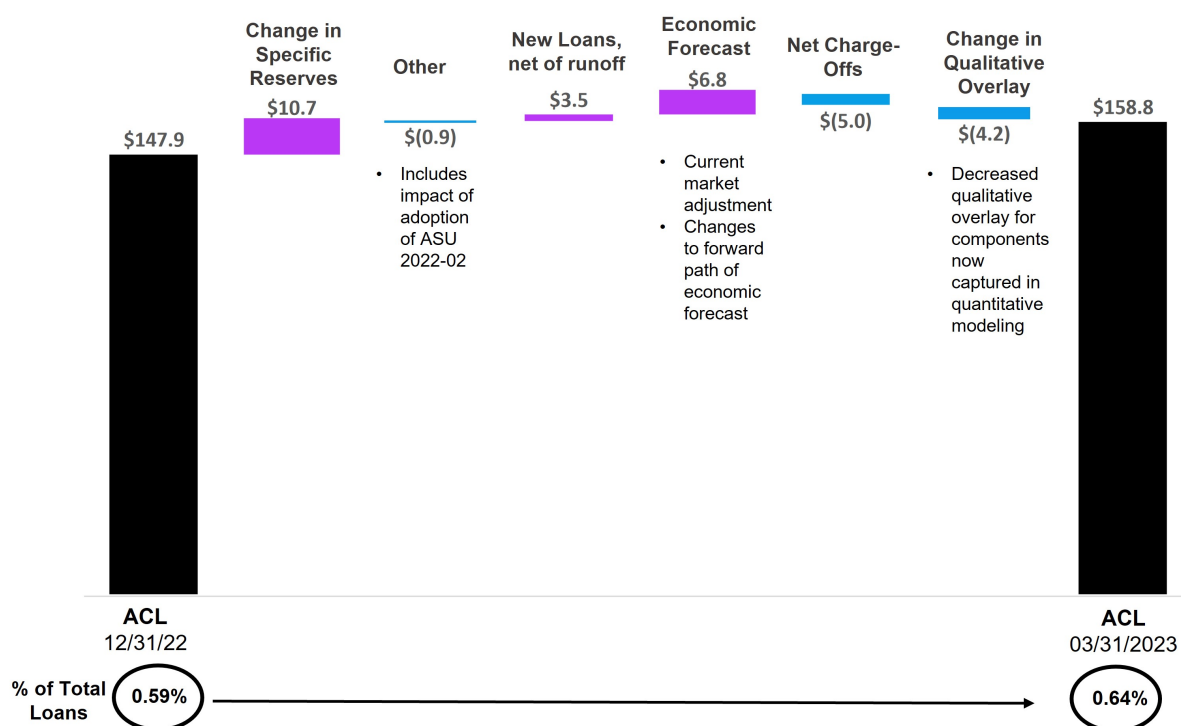 Change in
Specific
Reserves
$10.7
Other
$(0.9)
• Includes
impact of
adoption
of ASU
2022-02
New Loans,
net of runoff
$3.5
Economic
Forecast
$6.8
• Current
market
adjustment
• Changes
to forward
path of
economic
forecast
Net Charge-
Offs
$(5.0)
Change in
Qualitative
Overlay
$(4.2)
• Decreased
qualitative
overlay for
components
now
captured in
quantitative
modeling
$147.9
$158.8
ACL
12/31/22
ACL
03/31/2023
% of Total
Loans
0.59%
0.64%